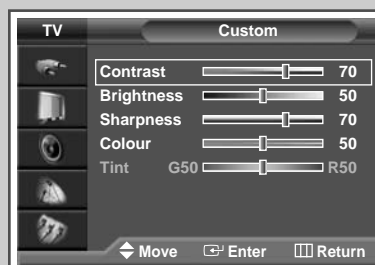 TV Custom
Contrast 70
Brightness 50
Sharpness 70
Colour 50
Tint G50 R50
Move Enter Return